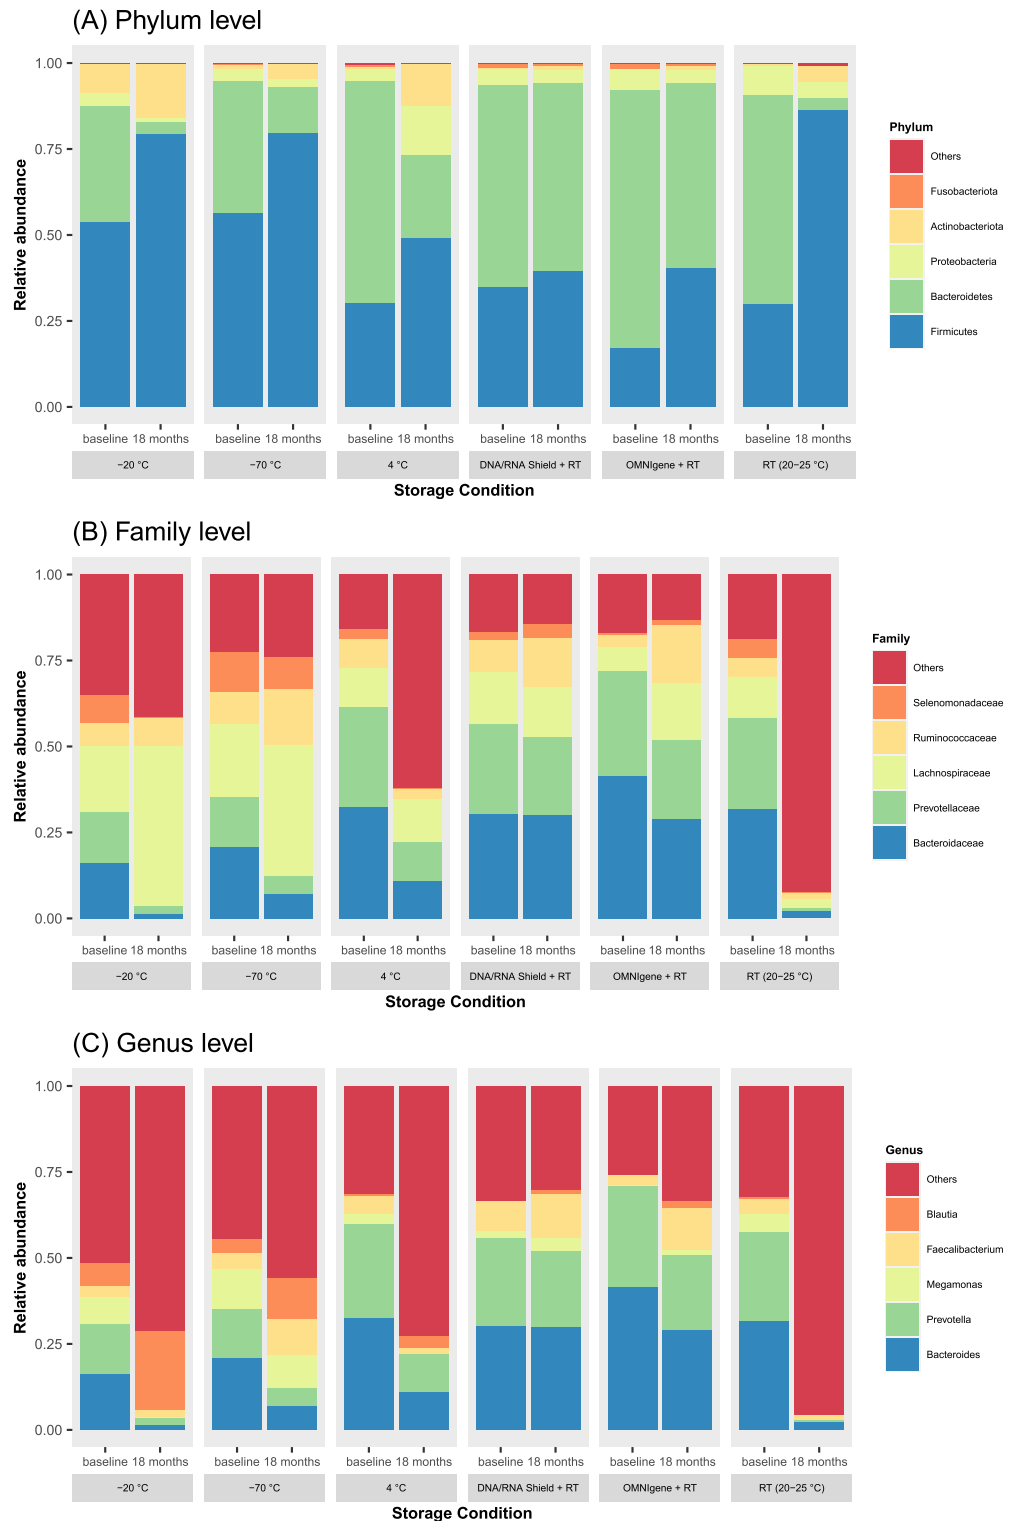 (A) Phylum level
Relative abundance
1.00
0.75
0.50
0.25
0.00
baseline 18 months baseline 18 months baseline 18 months baseline 18 months baseline 18 months baseline 18 months
−20 °C −70 °C 4 °C DNA/RNA Shield + RT OMNIgene + RT RT (20−25 °C)
Storage Condition
Phylum
Others
Fusobacteriota
Actinobacteriota
Proteobacteria
Bacteroidetes
Firmicutes
(B) Family level
Relative abundance
1.00
0.75
0.50
0.25
0.00
baseline 18 months baseline 18 months baseline 18 months baseline 18 months baseline 18 months baseline 18 months
−20 °C −70 °C 4 °C DNA/RNA Shield + RT OMNIgene + RT RT (20−25 °C)
Storage Condition
Family
Others
Selenomonadaceae
Ruminococcaceae
Lachnospiraceae
Prevotellaceae
Bacteroidaceae
(C) Genus level
Relative abundance
1.00
0.75
0.50
0.25
0.00
baseline 18 months baseline 18 months baseline 18 months baseline 18 months baseline 18 months baseline 18 months
−20 °C −70 °C 4 °C DNA/RNA Shield + RT OMNIgene + RT RT (20−25 °C)
Storage Condition
Genus
Others
Blautia
Faecalibacterium
Megamonas
Prevotella
Bacteroides